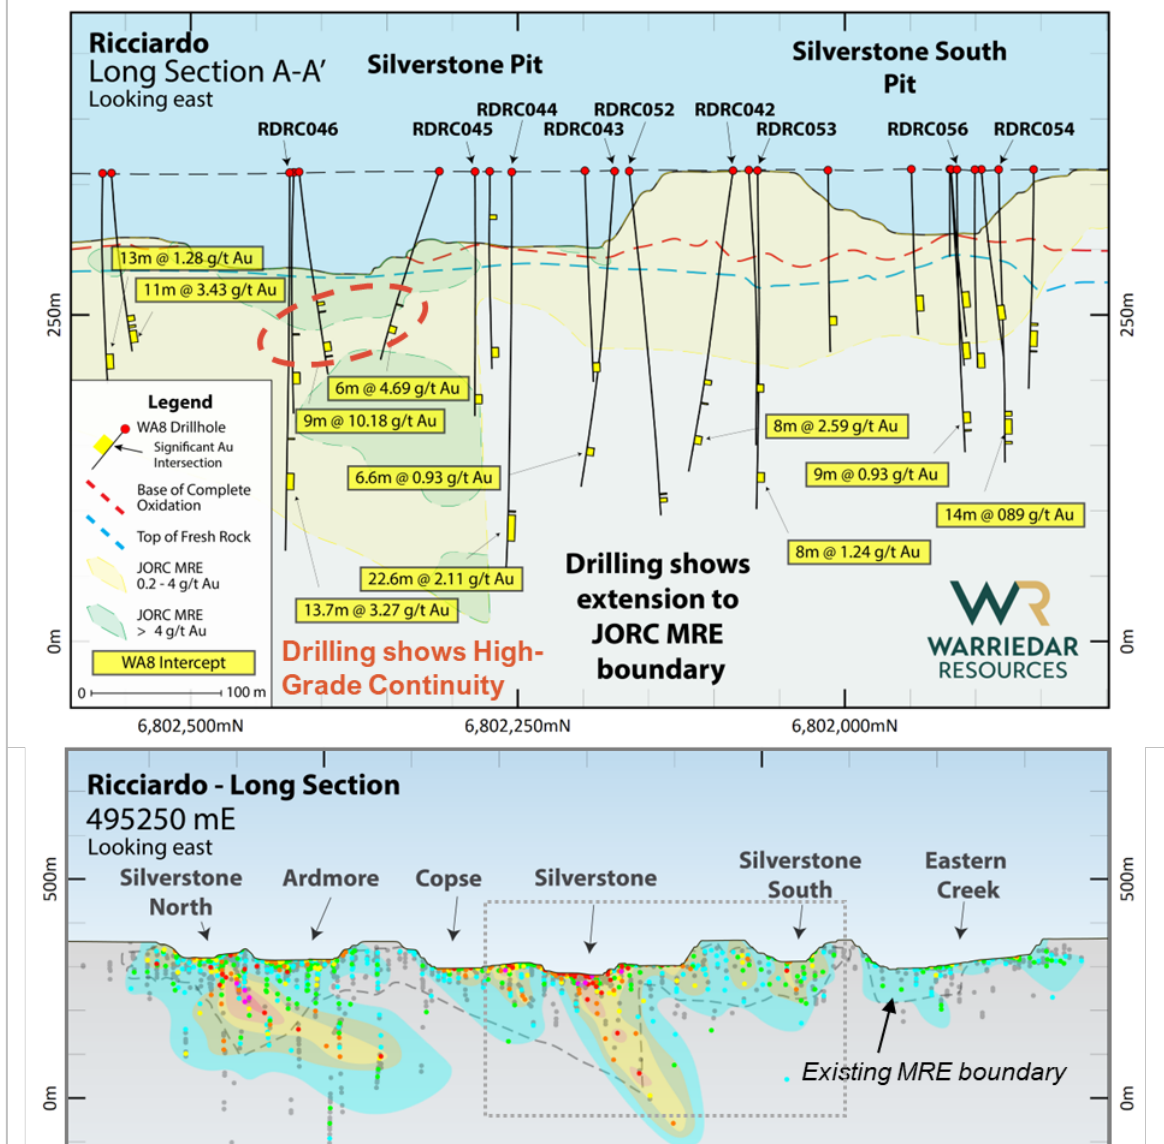 Ricciardo
Long Section A-A'
Looking east
Silverstone Pit
Silverstone South
Pit
RDRC046
RDRC045
RDRC044
RDRC043
RDRC052
RDRC042
RDRC053
RDRC056
RDRC054
13m @ 1.28 g/t Au
11m @ 3.43 g/t Au
250m
250m
6m @ 4.69 g/t Au
9m @ 10.18 g/t Au
6.6m @ 0.93 g/t Au
8m @ 2.59 g/t Au
9m @ 0.93 g/t Au
14m @ 089 g/t Au
8m @ 1.24 g/t Au
22.6m @ 2.11 g/t Au
13.7m @ 3.27 g/t Au
Legend
WA8 Drillhole
Significant Au
Intersection
Base of Complete
Oxidation
Top of Fresh Rock
JORC MRE
0.2 - 4 g/t Au
JORC MRE
> 4 g/t Au
WA8 Intercept
0
100 m
0m
0m
Drilling shows High-
Grade Continuity
Drilling shows
extension to
JORC MRE
boundary
WR
WARRIEDAR
RESOURCES
6,802,500mN
6,802,250mN
6,802,000mN
Ricciardo - Long Section
495250 mE
Looking east
500m
500m
Silverstone
North
Ardmore
Copse
Silverstone
Silverstone
South
Eastern
Creek
Existing MRE boundary
0m
0m